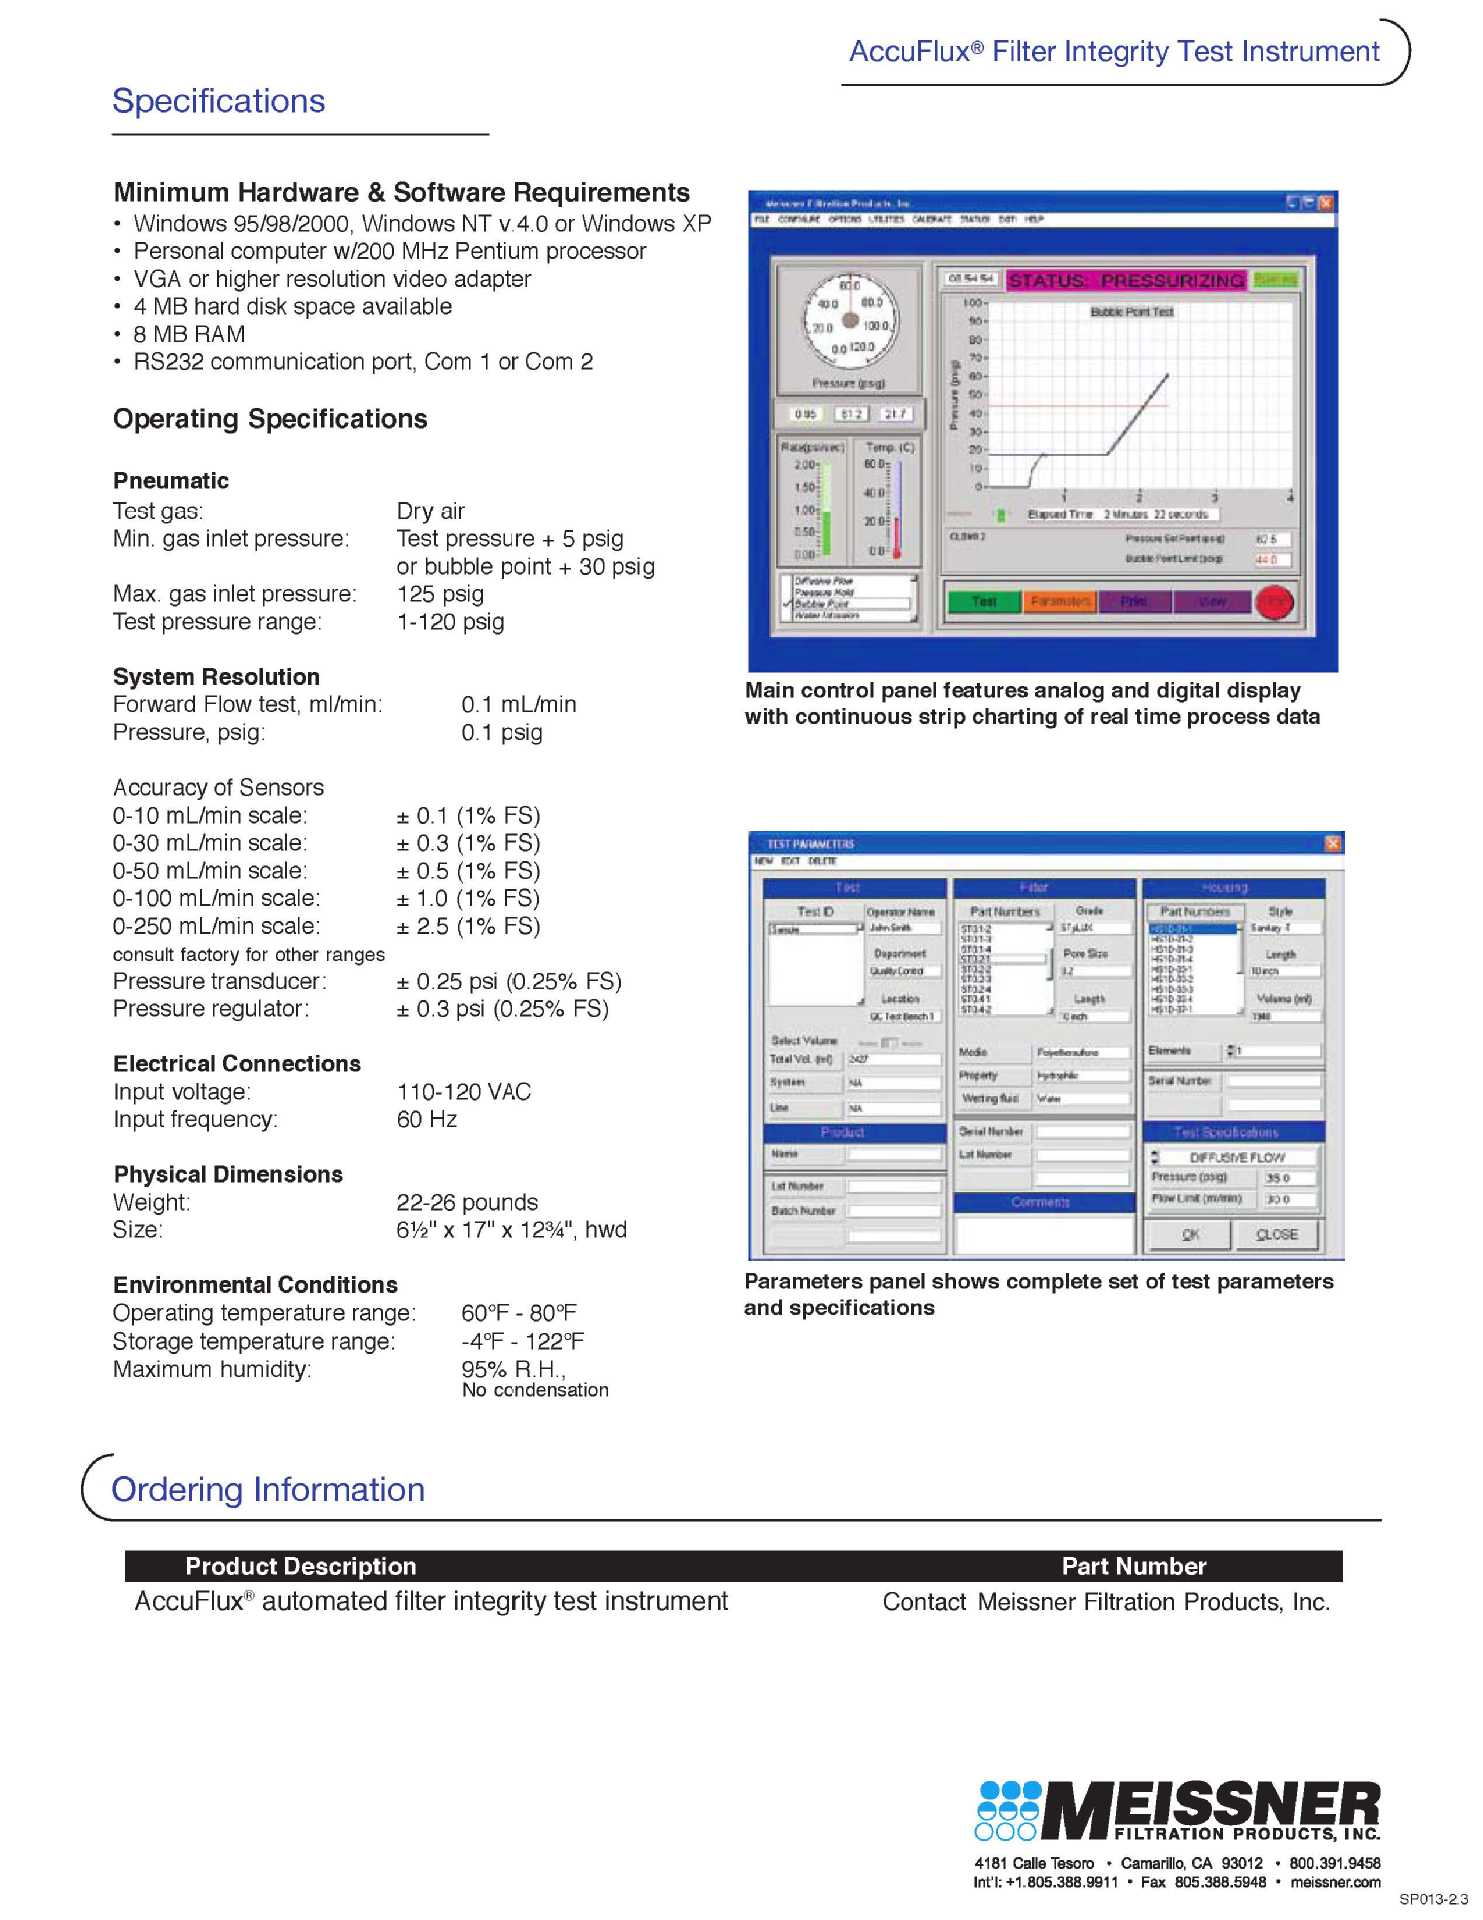 AccuFlux® Filter Integrity Test Instrument
Specifications
Minimum Hardware & Software Requirements
• Windows 95/98/2000, Windows NT v.4.0 or Windows XP
• Personal computer w/200 MHz Pentium processor
• VGA or higher resolution video adapter
• 4 MB hard disk space available
• 8 MB RAM
• RS232 communication port, Com 1 or Com 2
Operating Specifications
Pneumatic
Test gas: Dry air
Min. gas inlet pressure: Test pressure + 5 psig
or bubble point + 30 psig
Max. gas inlet pressure: 125 psig
Test pressure range: 1-120 psig
System Resolution
Forward Flow test, ml/min: 0.1 mL/min
Pressure, psig: 0.1 psig
Accuracy of Sensors
0-10 mL/min scale: ± 0.1 (1% FS)
0-30 mL/min scale: ± 0.3 (1% FS)
0-50 mL/min scale: ± 0.5 (1% FS)
0-100 mL/min scale: ± 1.0 (1% FS)
0-250 mL/min scale: ± 2.5 (1% FS)
consult factory for other ranges
Pressure transducer: ± 0.25 psi (0.25% FS)
Pressure regulator: ± 0.3 psi (0.25% FS)
Electrical Connections
Input voltage: 110-120 VAC
Input frequency: 60 Hz
Physical Dimensions
Weight: 22-26 pounds
Size: 6½" x 17" x 12¾", hwd
Environmental Conditions
Operating temperature range: 60°F - 80°F
Storage temperature range: -4°F - 122°F
Maximum humidity: 95% R.H.,
No condensation
Meissner Filtration Products, Inc.
FILE CONFIGURE OPTIONS UTILITIES CALIBRATE STATUS EXIT HELP
STATUS: PRESSURIZING
Bubble Point Test
100
90
80
70
60
50
40
30
20
10
0
Pressure (psig)
1 2 3 4
Elapsed Time 2 Minutes 22 seconds
60.0
40.0 80.0
20.0 100.0
0.0 120.0
Pressure (psig)
0.85 61.2 21.7
Rate(psi/sec) Temp. (C)
2.00 60.0
1.50 40.0
1.00 20.0
0.50
0.00 0.0
Diffusive Flow
Pressure Hold
Bubble Point
Water Intrusion
Pressure Set Point (psig) 62.5
Bubble Point Limit (psig) 44.0
Test Parameters Print View
Main control panel features analog and digital display
with continuous strip charting of real time process data
TEST PARAMETERS
NEW EDIT DELETE
Test Filter Housing
Test ID Operator Name Part Numbers Grade Part Numbers Style
Sample John Smith
Department Pore Size Length
Quality Control 0.2 10 inch
Location Length Volume (ml)
QC Test Bench 1 10 inch
Select Volume
Total Vol. (ml) 2427
System NA
Line NA
Media Polyethersulfone
Property Hydrophilic
Wetting fluid Water
Elements 1
Serial Number
Product
Name
Lot Number
Batch Number
Serial Number
Lot Number
Comments
Test Specifications
DIFFUSIVE FLOW
Pressure (psig) 35.0
Flow Limit (ml/min) 30.0
OK CLOSE
Parameters panel shows complete set of test parameters
and specifications
Ordering Information
Product Description Part Number
AccuFlux® automated filter integrity test instrument Contact Meissner Filtration Products, Inc.
MEISSNER
FILTRATION PRODUCTS, INC.
4181 Calle Tesoro • Camarillo, CA 93012 • 800.391.9458
Int'l: +1.805.388.9911 • Fax 805.388.5948 • meissner.com
SP013-2.3